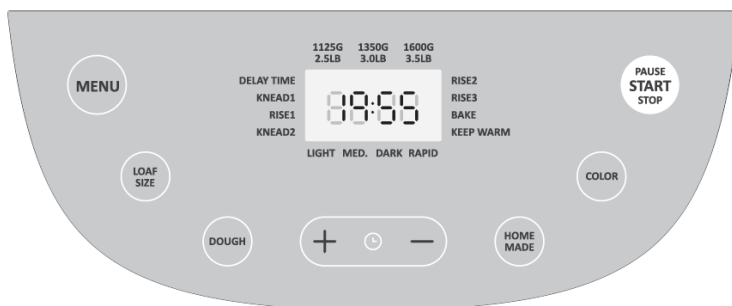 1125G 1350G 1600G
2.5LB 3.0LB 3.5LB
MENU
DELAY TIME
KNEAD1
RISE1
KNEAD2
19:55
RISE2
RISE3
BAKE
KEEP WARM
LIGHT MED. DARK RAPID
PAUSE
START
STOP
LOAF
SIZE
COLOR
DOUGH
+ −
HOME
MADE